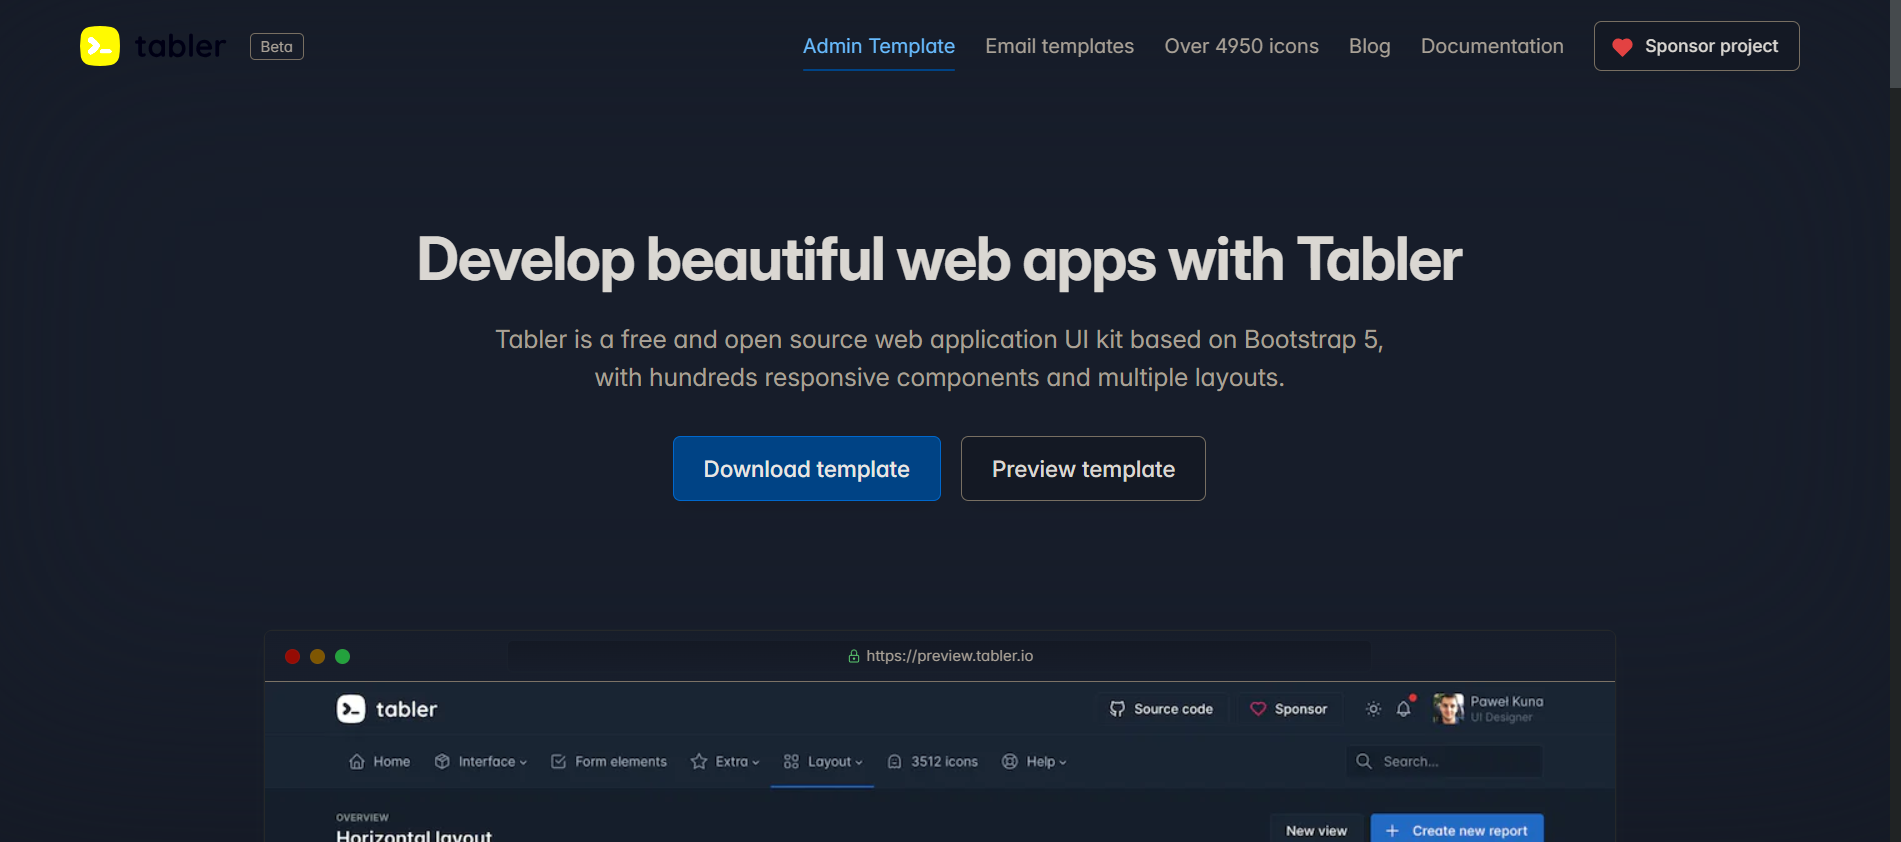 tabler Beta Admin Template Email templates Over 4950 icons Blog Documentation Sponsor project
Develop beautiful web apps with Tabler
Tabler is a free and open source web application UI kit based on Bootstrap 5,
with hundreds responsive components and multiple layouts.
Download template Preview template
https://preview.tabler.io
tabler Source code Sponsor Paweł Kuna
UI Designer
Home Interface Form elements Extra Layout 3512 icons Help Search...
OVERVIEW
Horizontal layout New view Create new report